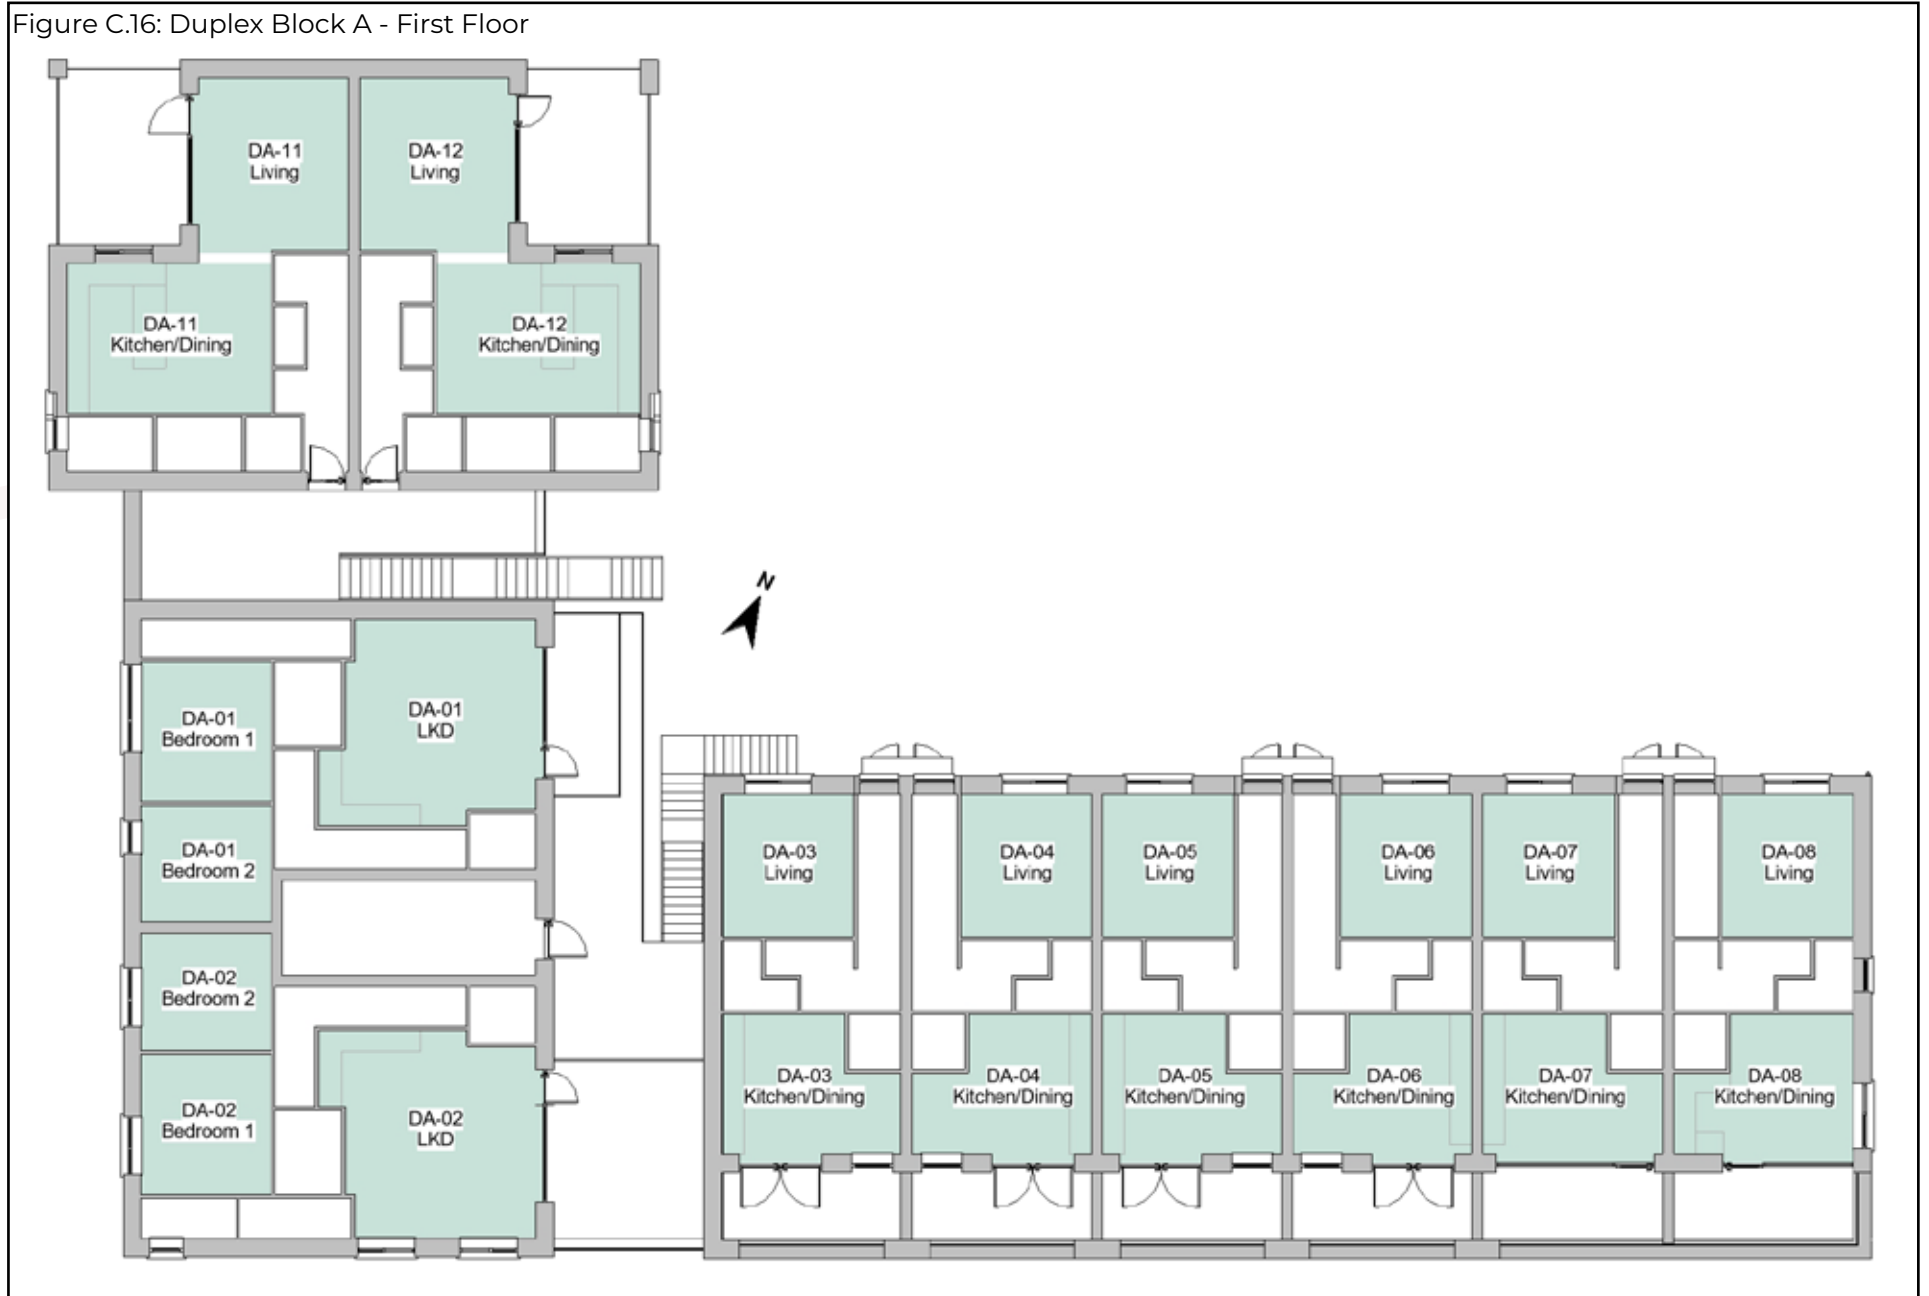 Figure C.16: Duplex Block A - First Floor
DA-11
Living
DA-12
Living
DA-11
Kitchen/Dining
DA-12
Kitchen/Dining
N
DA-01
Bedroom 1
DA-01
LKD
DA-01
Bedroom 2
DA-02
Bedroom 2
DA-02
Bedroom 1
DA-02
LKD
DA-03
Living
DA-04
Living
DA-05
Living
DA-06
Living
DA-07
Living
DA-08
Living
DA-03
Kitchen/Dining
DA-04
Kitchen/Dining
DA-05
Kitchen/Dining
DA-06
Kitchen/Dining
DA-07
Kitchen/Dining
DA-08
Kitchen/Dining